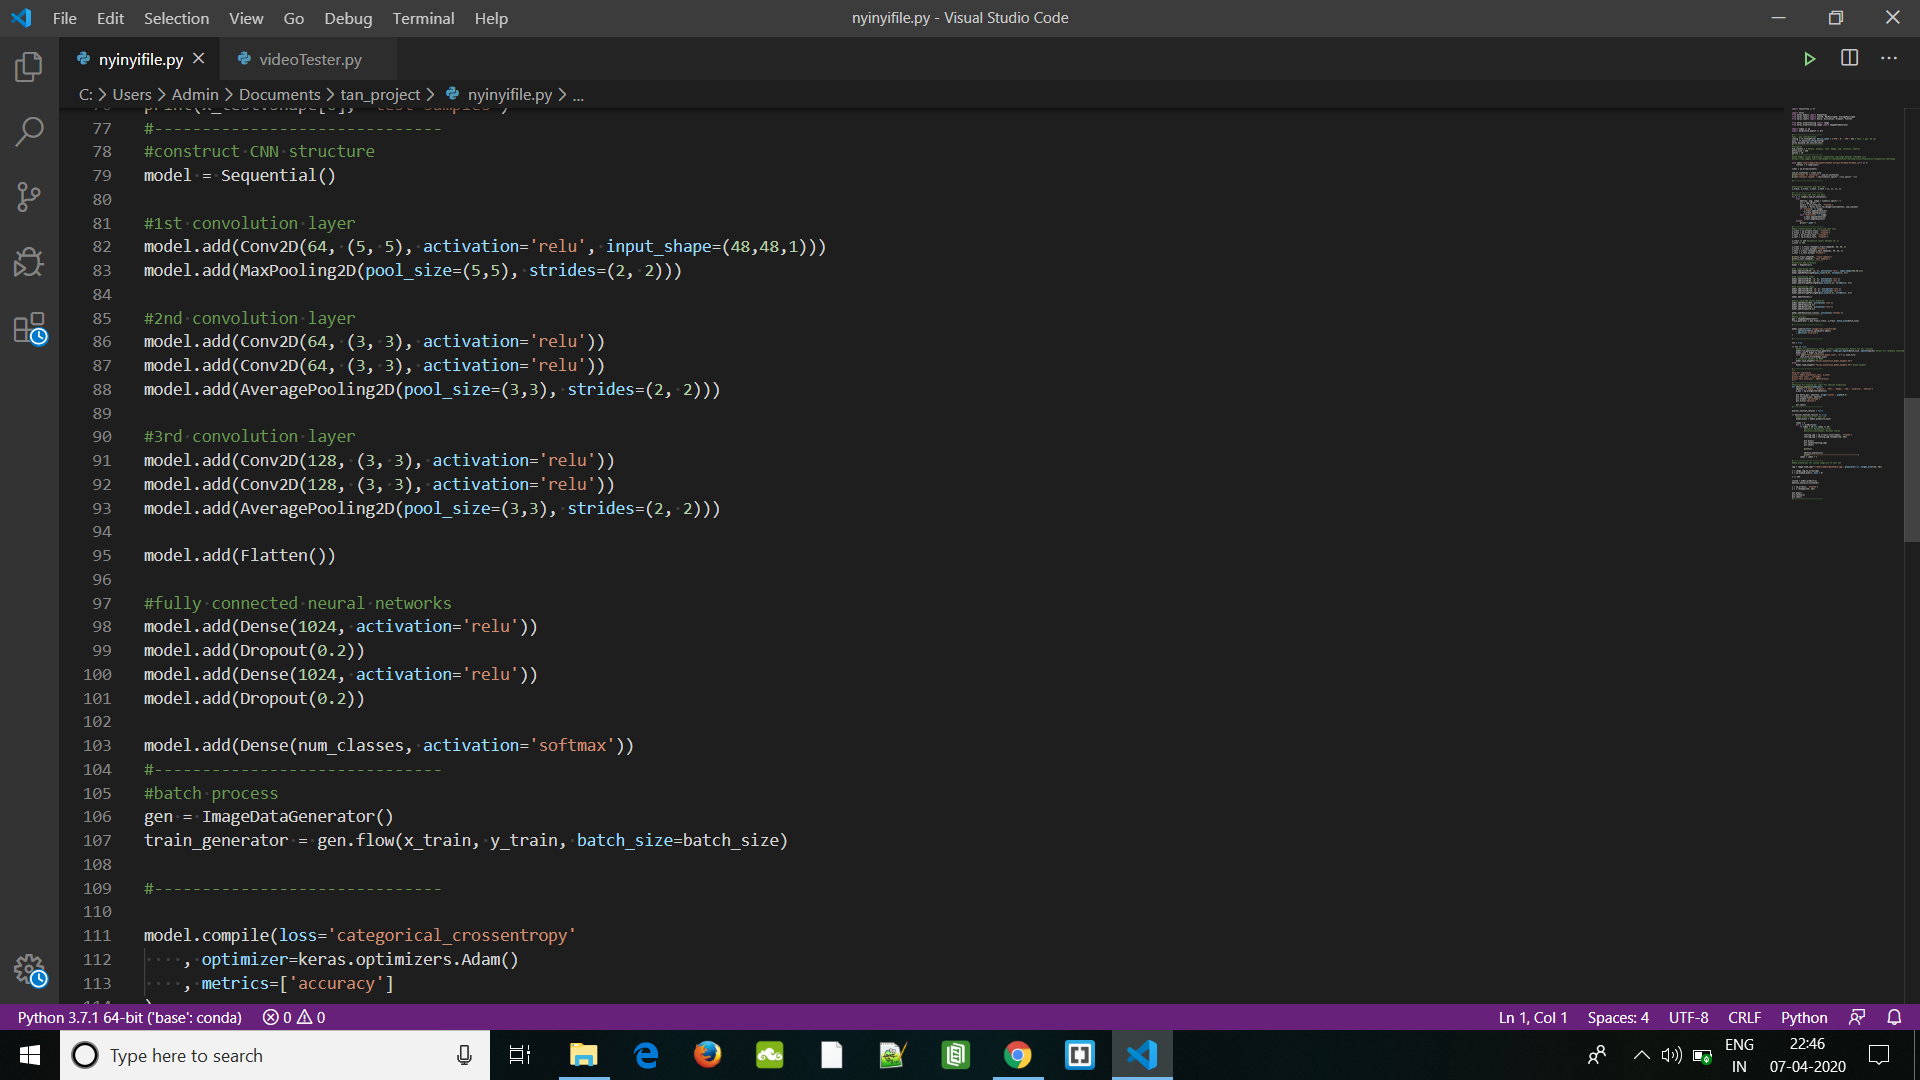 File Edit Selection View Go Debug Terminal Help
nyinyifile.py - Visual Studio Code
nyinyifile.py
videoTester.py
C: > Users > Admin > Documents > tan_project > nyinyifile.py > ...
77 #------------------------------
78 #construct CNN structure
79 model = Sequential()
80
81 #1st convolution layer
82 model.add(Conv2D(64, (5, 5), activation='relu', input_shape=(48,48,1)))
83 model.add(MaxPooling2D(pool_size=(5,5), strides=(2, 2)))
84
85 #2nd convolution layer
86 model.add(Conv2D(64, (3, 3), activation='relu'))
87 model.add(Conv2D(64, (3, 3), activation='relu'))
88 model.add(AveragePooling2D(pool_size=(3,3), strides=(2, 2)))
89
90 #3rd convolution layer
91 model.add(Conv2D(128, (3, 3), activation='relu'))
92 model.add(Conv2D(128, (3, 3), activation='relu'))
93 model.add(AveragePooling2D(pool_size=(3,3), strides=(2, 2)))
94
95 model.add(Flatten())
96
97 #fully connected neural networks
98 model.add(Dense(1024, activation='relu'))
99 model.add(Dropout(0.2))
100 model.add(Dense(1024, activation='relu'))
101 model.add(Dropout(0.2))
102
103 model.add(Dense(num_classes, activation='softmax'))
104 #------------------------------
105 #batch process
106 gen = ImageDataGenerator()
107 train_generator = gen.flow(x_train, y_train, batch_size=batch_size)
108
109 #------------------------------
110
111 model.compile(loss='categorical_crossentropy'
112 , optimizer=keras.optimizers.Adam()
113 , metrics=['accuracy']
Python 3.7.1 64-bit ('base': conda) 0 0
Ln 1, Col 1 Spaces: 4 UTF-8 CRLF Python
Type here to search
ENG
IN
22:46
07-04-2020